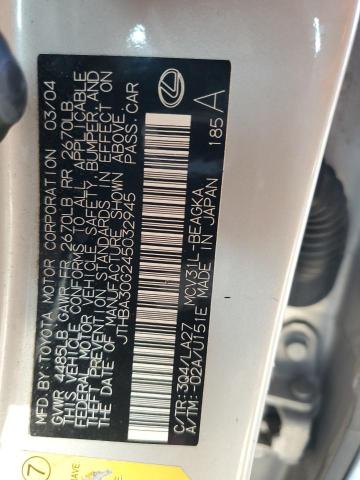 MFD.BY:TOYOTA MOTOR CORPORATION 03/04
GVWR 4485LB GAWR FR 2670LB RR 2670LB
THIS VEHICLE CONFORMS TO ALL APPLICABLE
FEDERAL MOTOR VEHICLE SAFETY, BUMPER, AND
THEFT PREVENTION STANDARDS IN EFFECT ON
THE DATE OF MANUFACTURE SHOWN ABOVE.
JTHBA30G245032945 PASS.CAR
C/TR:3O4/LA27 MCV31L-BEAGKA
A/TM:-02A/U151E MADE IN JAPAN
185 A
7